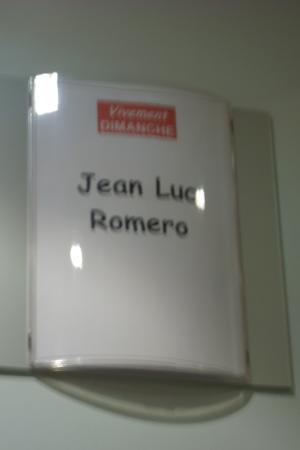 Vivement
DIMANCHE
Jean Luc
Romero